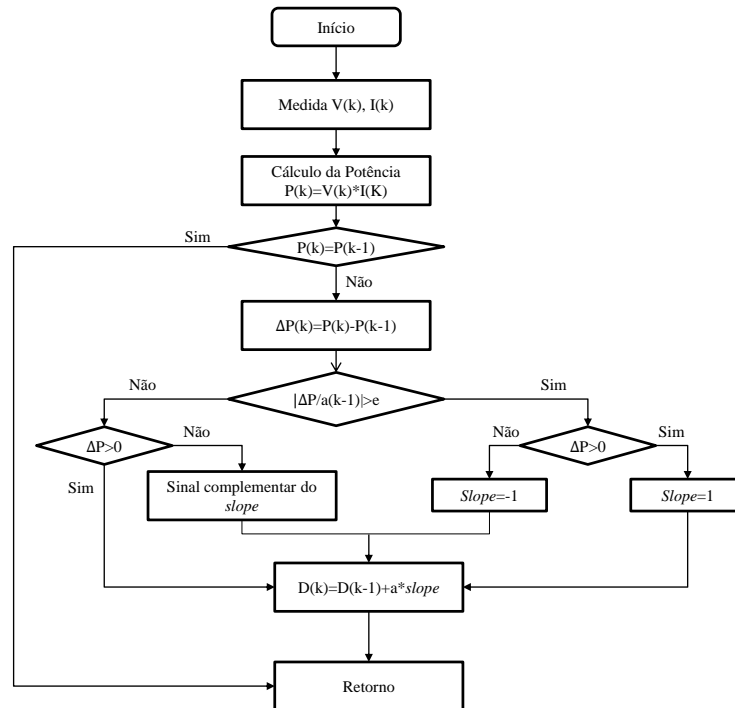 Início
Medida V(k), I(k)
Cálculo da Potência
P(k)=V(k)*I(K)
Sim
P(k)=P(k-1)
Não
ΔP(k)=P(k)-P(k-1)
Não
|ΔP/a(k-1)|>e
Sim
ΔP>0
Não
Sim
Sinal complementar do
slope
Não
ΔP>0
Sim
Slope=-1
Slope=1
D(k)=D(k-1)+a*slope
Retorno